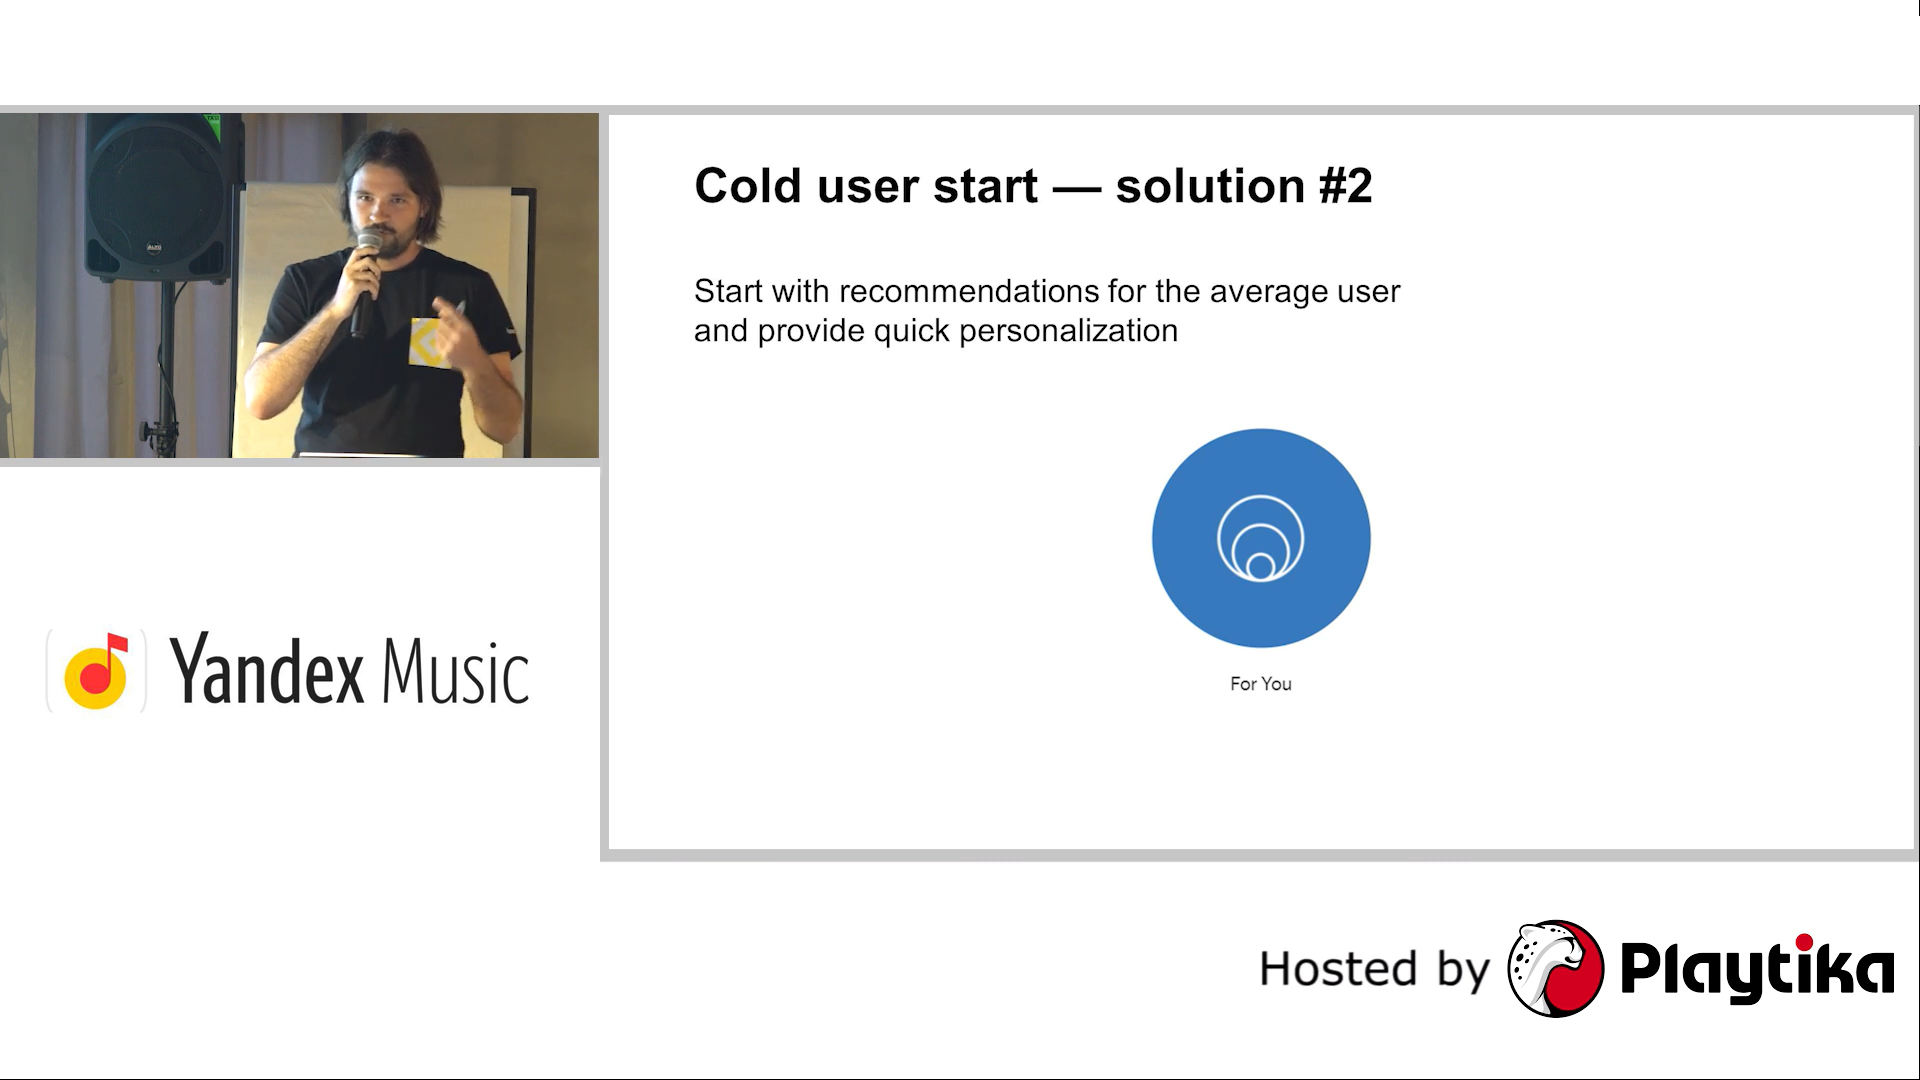 Cold user start — solution #2
Start with recommendations for the average user
and provide quick personalization
For You
Yandex Music
Hosted by Playtika
ALTO